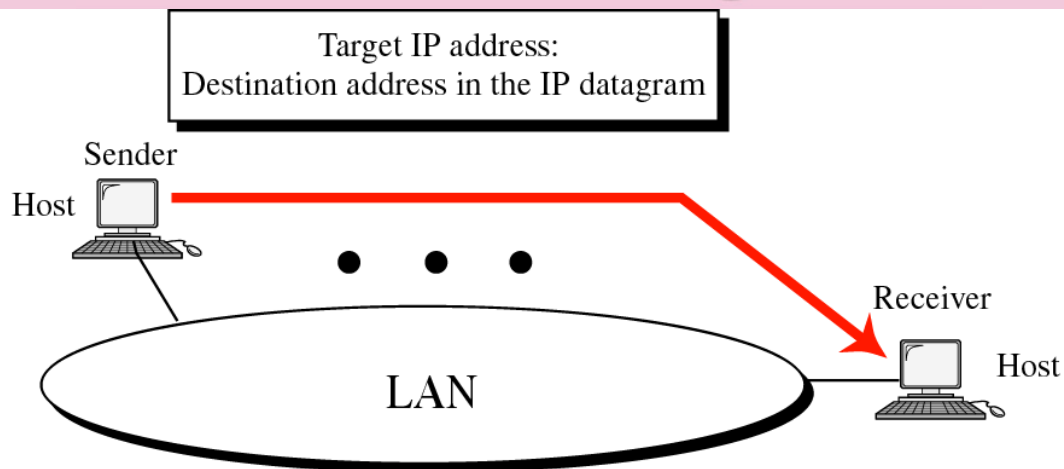 Target IP address:
Destination address in the IP datagram
Sender
Host
Receiver
Host
LAN